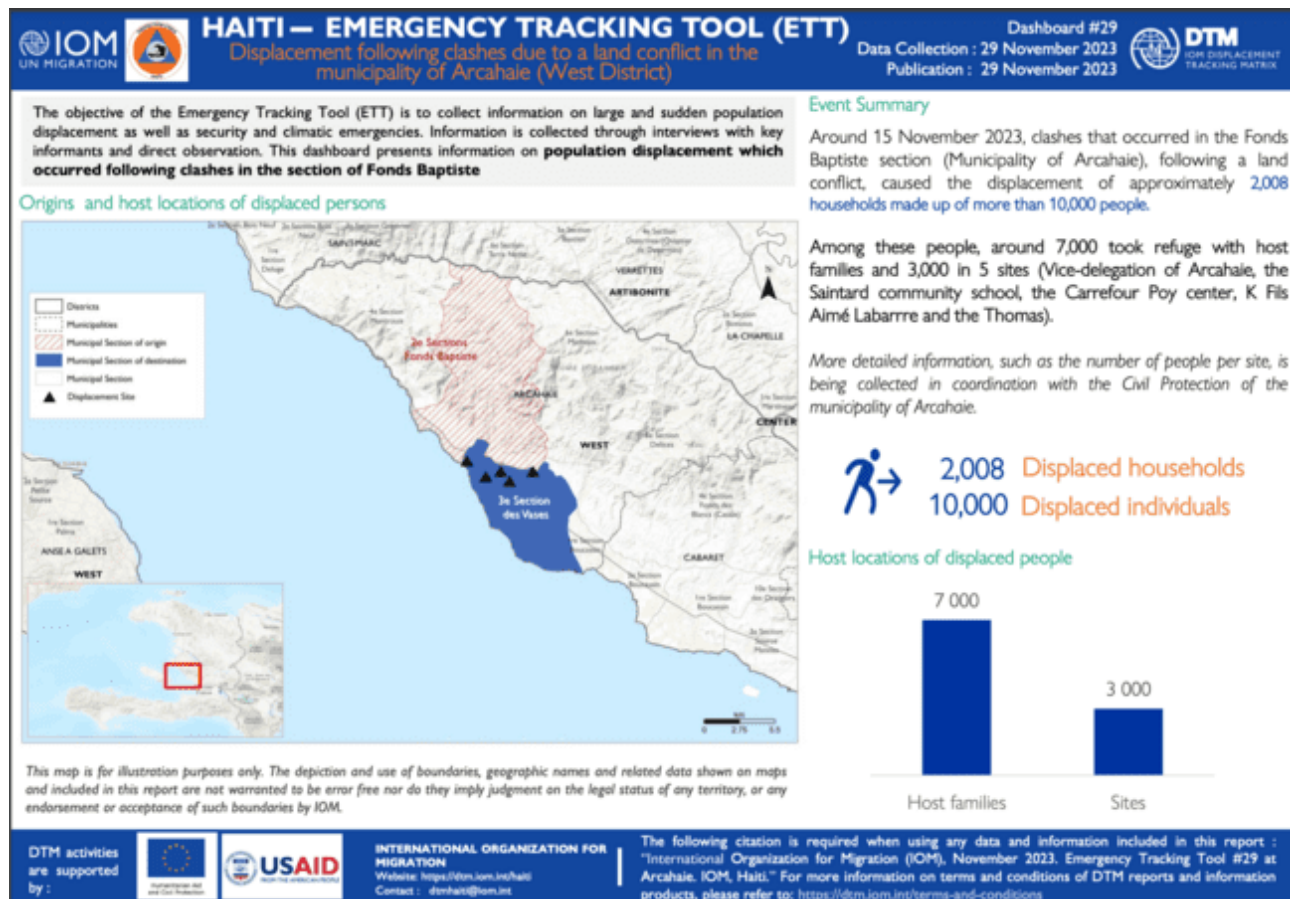 IOM
UN MIGRATION
HAITI— EMERGENCY TRACKING TOOL (ETT)
Displacement following clashes due to a land conflict in the
municipality of Arcahaie (West District)
Dashboard #29
Data Collection : 29 November 2023
Publication : 29 November 2023
DTM
IOM DISPLACEMENT
TRACKING MATRIX
The objective of the Emergency Tracking Tool (ETT) is to collect information on large and sudden population
displacement as well as security and climatic emergencies. Information is collected through interviews with key
informants and direct observation. This dashboard presents information on population displacement which
occurred following clashes in the section of Fonds Baptiste
Origins and host locations of displaced persons
SAINT-MARC
VERRETTES
ARTIBONITE
LA CHAPELLE
N
Districts
Municipalities
Municipal Section of origin
Municipal Section of destination
Municipal Section
Displacement Site
2e Sections
Fonds Baptiste
ARCAHAIE
CENTER
WEST
3e Section
des Vases
ANSE A GALETS
WEST
CABARET
0 2.75 5.5
This map is for illustration purposes only. The depiction and use of boundaries, geographic names and related data shown on maps
and included in this report are not warranted to be error free nor do they imply judgment on the legal status of any territory, or any
endorsement or acceptance of such boundaries by IOM.
Event Summary
Around 15 November 2023, clashes that occurred in the Fonds
Baptiste section (Municipality of Arcahaie), following a land
conflict, caused the displacement of approximately 2,008
households made up of more than 10,000 people.
Among these people, around 7,000 took refuge with host
families and 3,000 in 5 sites (Vice-delegation of Arcahaie, the
Saintard community school, the Carrefour Poy center, K Fils
Aimé Labarrre and the Thomas).
More detailed information, such as the number of people per site, is
being collected in coordination with the Civil Protection of the
municipality of Arcahaie.
2,008 Displaced households
10,000 Displaced individuals
Host locations of displaced people
7 000
3 000
Host families
Sites
DTM activities
are supported
by :
Humanitarian Aid
and Civil Protection
USAID
FROM THE AMERICAN PEOPLE
INTERNATIONAL ORGANIZATION FOR
MIGRATION
Website: https://dtm.iom.int/haiti
Contact : dtmhaiti@iom.int
The following citation is required when using any data and information included in this report :
"International Organization for Migration (IOM), November 2023. Emergency Tracking Tool #29 at
Arcahaie. IOM, Haiti." For more information on terms and conditions of DTM reports and information
products, please refer to: https://dtm.iom.int/terms-and-conditions